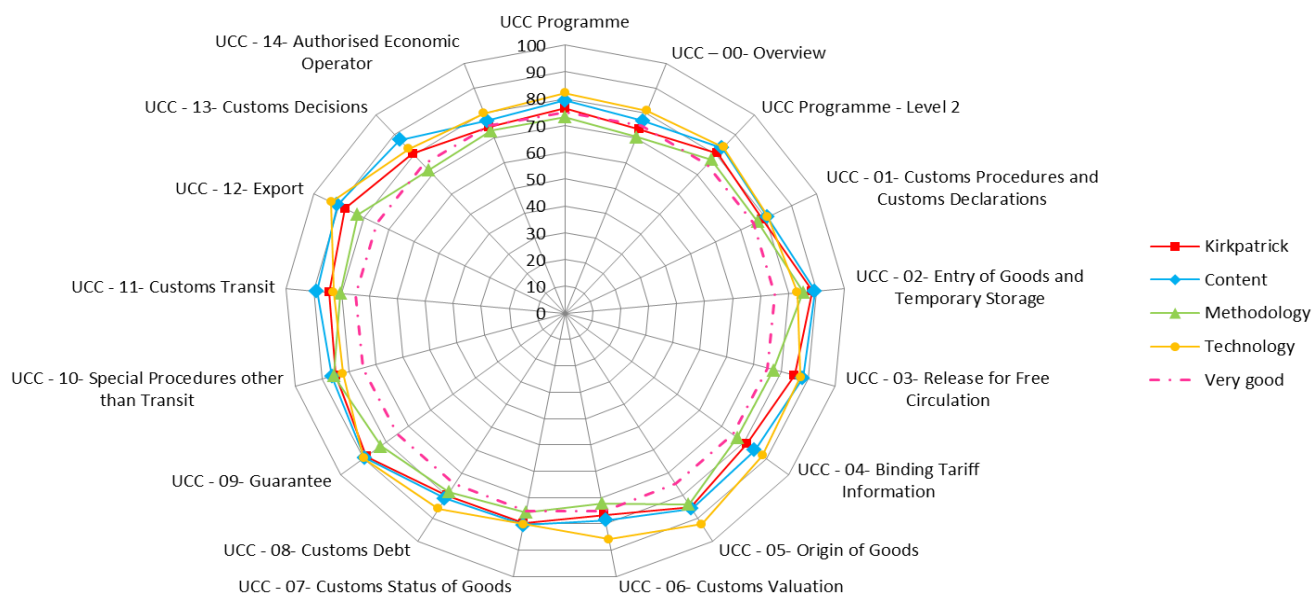 UCC Programme
UCC – 00- Overview
UCC Programme - Level 2
UCC - 01- Customs Procedures and
Customs Declarations
UCC - 02- Entry of Goods and
Temporary Storage
UCC - 03- Release for Free
Circulation
UCC - 04- Binding Tariff
Information
UCC - 05- Origin of Goods
UCC - 06- Customs Valuation
UCC - 07- Customs Status of Goods
UCC - 08- Customs Debt
UCC - 09- Guarantee
UCC - 10- Special Procedures other
than Transit
UCC - 11- Customs Transit
UCC - 12- Export
UCC - 13- Customs Decisions
UCC - 14- Authorised Economic
Operator
100
90
80
70
60
50
40
30
20
10
0
Kirkpatrick
Content
Methodology
Technology
Very good